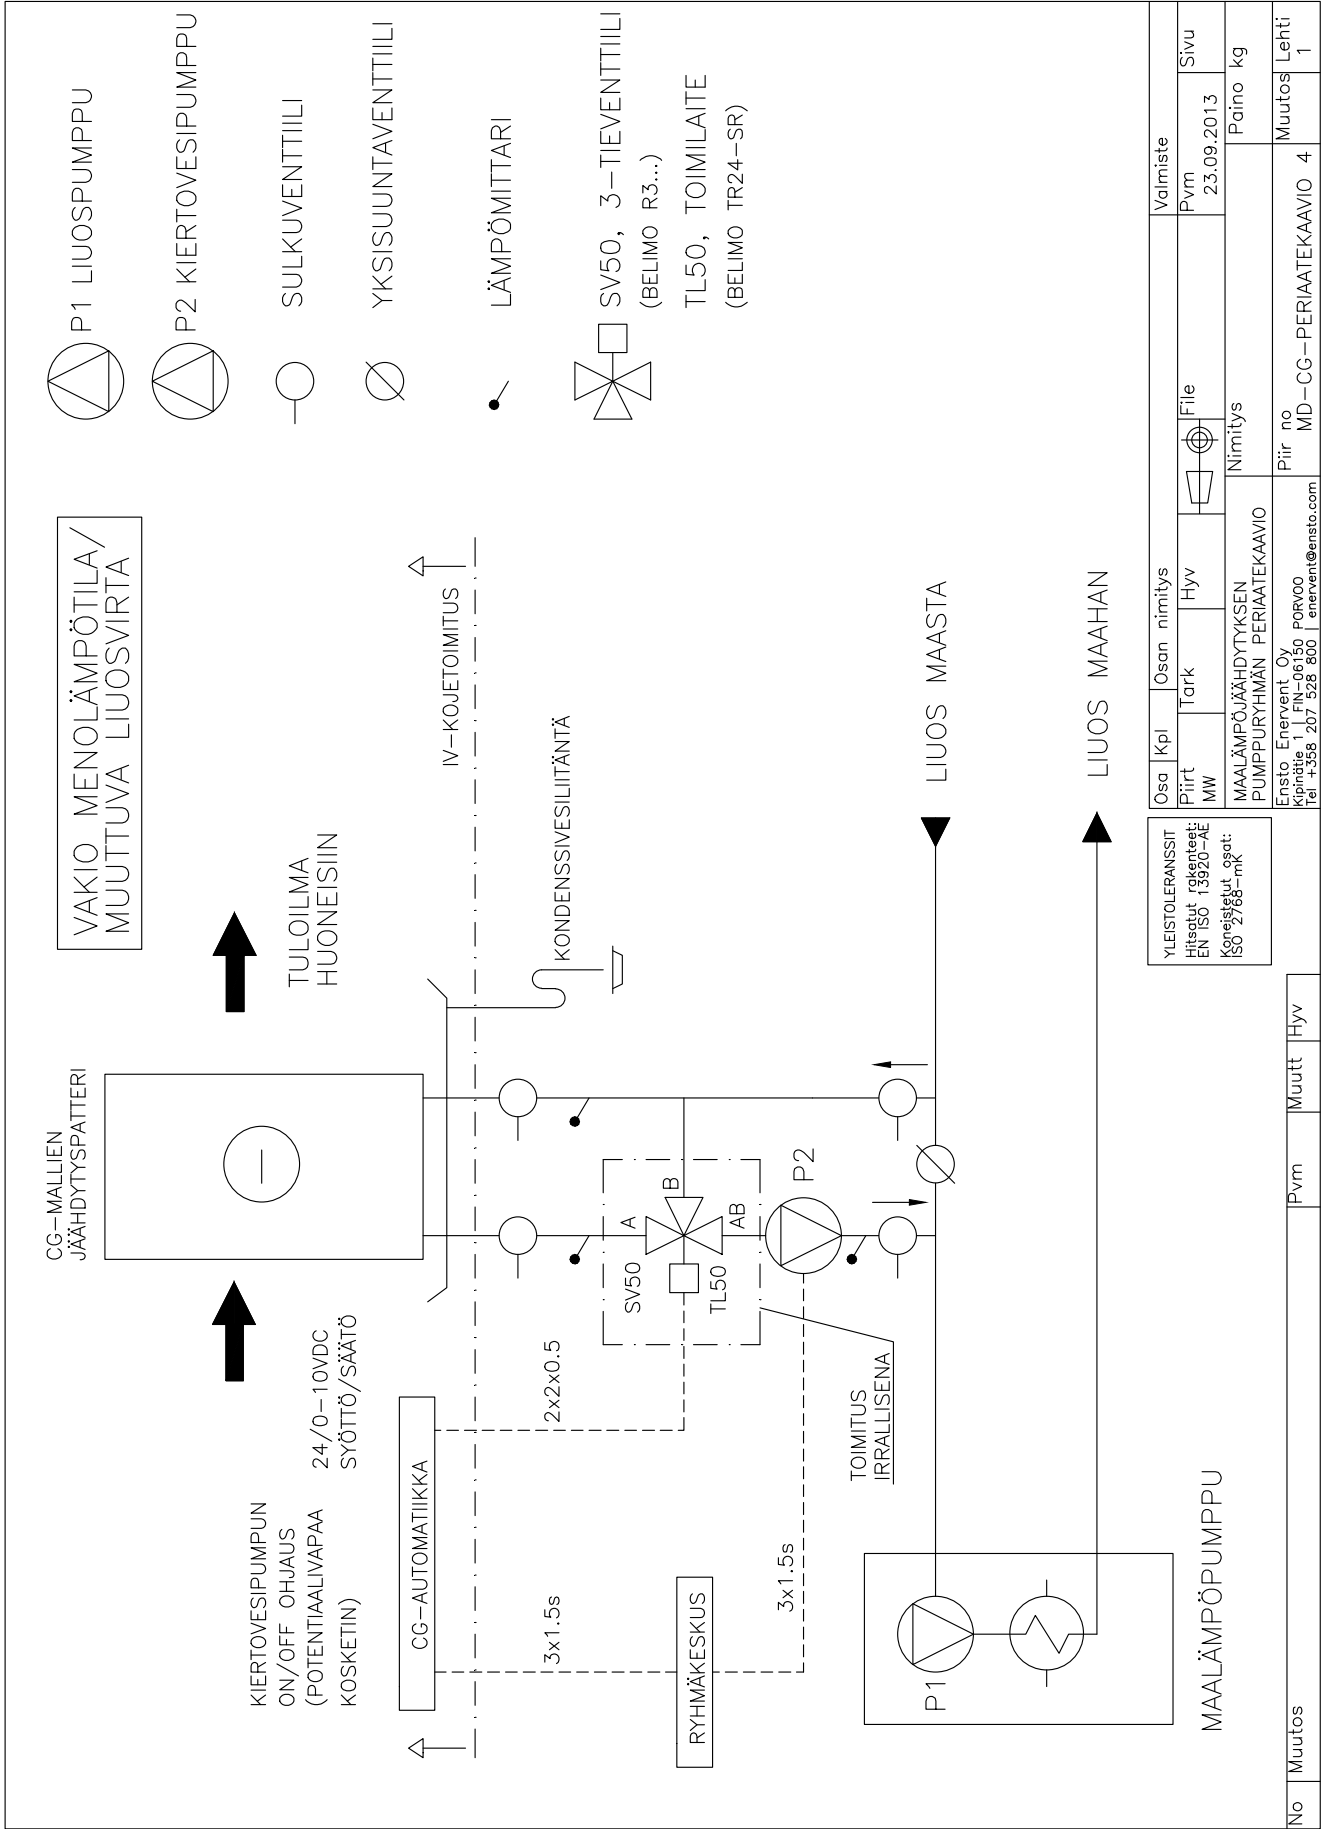 VAKIO MENOLÄMPÖTILA/
MUUTTUVA LIUOSVIRTA
P1 LIUOSPUMPPU
P2 KIERTOVESIPUMPPU
SULKUVENTTIILI
YKSISUUNTAVENTTIILI
LÄMPÖMITTARI
SV50, 3-TIEVENTTIILI
(BELIMO R3...)
TL50, TOIMILAITE
(BELIMO TR24-SR)
CG-MALLIEN
JÄÄHDYTYSPATTERI
TULOILMA
HUONEISIIN
KIERTOVESIPUMPUN
ON/OFF OHJAUS
(POTENTIAALIVAPAA
KOSKETIN)
24/0-10VDC
SYÖTTÖ/SÄÄTÖ
CG-AUTOMATIIKKA
IV-KOJETOIMITUS
KONDENSSIVESILIITÄNTÄ
3x1.5s
2x2x0.5
SV50
A
B
AB
TL50
P2
RYHMÄKESKUS
3x1.5s
TOIMITUS
IRRALLISENA
LIUOS MAASTA
LIUOS MAAHAN
P1
MAALÄMPÖPUMPPU
YLEISTOLERANSSIT
Hitsatut rakenteet:
EN ISO 13920-AE
Koneistetut osat:
ISO 2768-mK
Osa
Kpl
Osan nimitys
Valmiste
Piirt
MW
Tark
Hyv
File
Pvm
23.09.2013
Sivu
MAALÄMPÖJÄÄHDYTYKSEN
PUMPPURYHMÄN PERIAATEKAAVIO
Nimitys
Paino kg
Ensto Enervent Oy
Kipinätie 1 | FIN-06150 PORVOO
Tel +358 207 528 800 | enervent@ensto.com
Piir no
MD-CG-PERIAATEKAAVIO 4
Muutos
Lehti
1
No
Muutos
Pvm
Muutt
Hyv